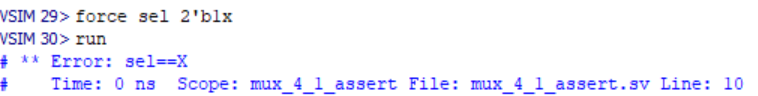 VSIM 29> force sel 2'b1x
VSIM 30> run
# ** Error: sel==X
#    Time: 0 ns  Scope: mux_4_1_assert File: mux_4_1_assert.sv Line: 10